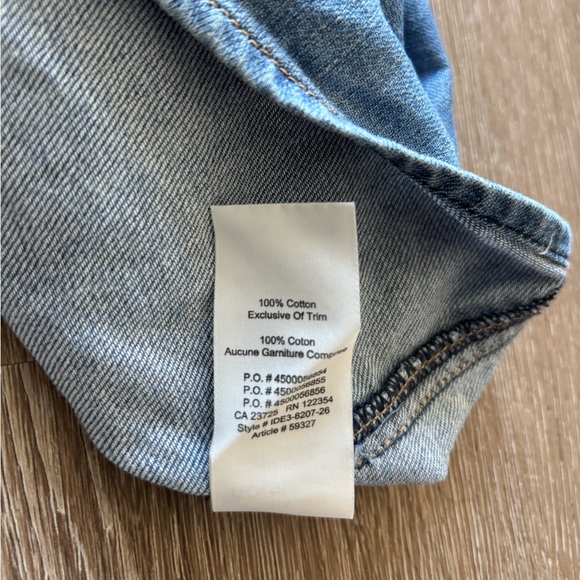 100% Cotton
Exclusive Of Trim
100% Coton
Aucune Garniture Comprise
P.O. # 4500056854
P.O. # 4500056855
P.O. # 4500056856
CA 23725 RN 122354
Style # IDE3-8207-26
Article # 59327